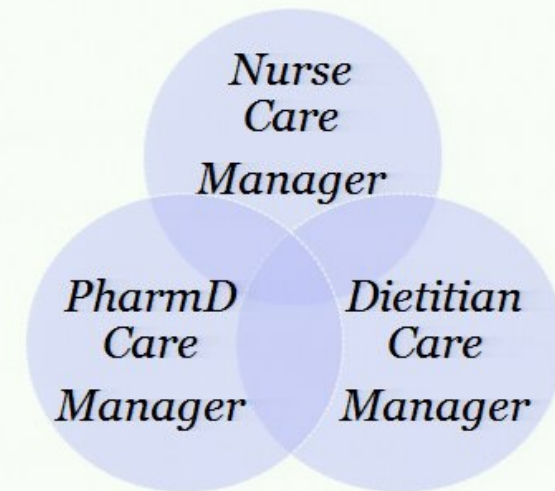 Nurse
Care
Manager
PharmD
Care
Manager
Dietitian
Care
Manager